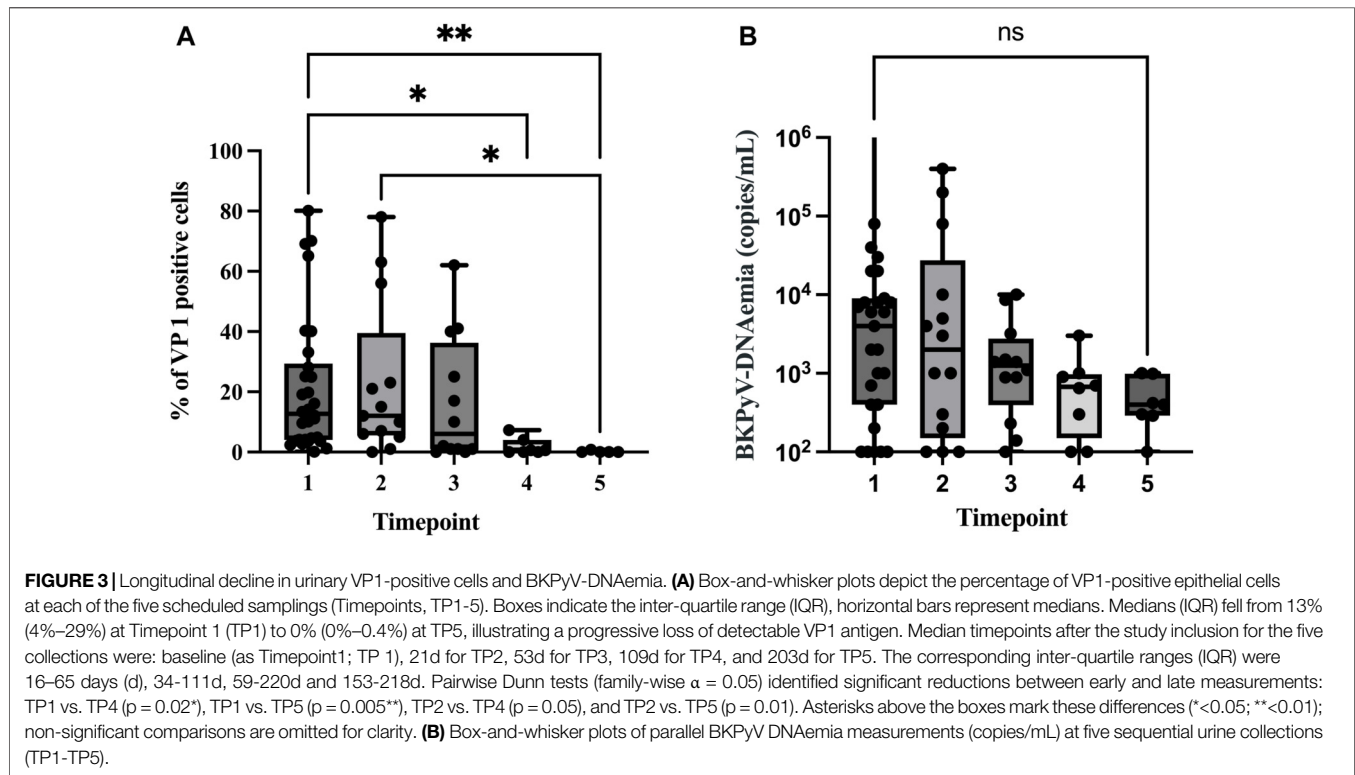 A
B
**
*
*
ns
% of VP 1 positive cells
100
80
60
40
20
0
1 2 3 4 5
Timepoint
BKPyV-DNAemia (copies/mL)
10⁶
10⁵
10⁴
10³
10²
1 2 3 4 5
Timepoint
FIGURE 3 | Longitudinal decline in urinary VP1-positive cells and BKPyV-DNAemia. (A) Box-and-whisker plots depict the percentage of VP1-positive epithelial cells
at each of the five scheduled samplings (Timepoints, TP1-5). Boxes indicate the inter-quartile range (IQR), horizontal bars represent medians. Medians (IQR) fell from 13%
(4%–29%) at Timepoint 1 (TP1) to 0% (0%–0.4%) at TP5, illustrating a progressive loss of detectable VP1 antigen. Median timepoints after the study inclusion for the five
collections were: baseline (as Timepoint1; TP 1), 21d for TP2, 53d for TP3, 109d for TP4, and 203d for TP5. The corresponding inter-quartile ranges (IQR) were
16–65 days (d), 34-111d, 59-220d and 153-218d. Pairwise Dunn tests (family-wise α = 0.05) identified significant reductions between early and late measurements:
TP1 vs. TP4 (p = 0.02*), TP1 vs. TP5 (p = 0.005**), TP2 vs. TP4 (p = 0.05), and TP2 vs. TP5 (p = 0.01). Asterisks above the boxes mark these differences (*<0.05; **<0.01);
non-significant comparisons are omitted for clarity. (B) Box-and-whisker plots of parallel BKPyV DNAemia measurements (copies/mL) at five sequential urine collections
(TP1-TP5).